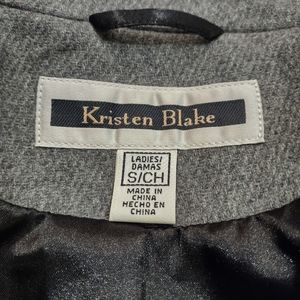 Kristen Blake
LADIES/
DAMAS
S/CH
MADE IN
CHINA
HECHO EN
CHINA